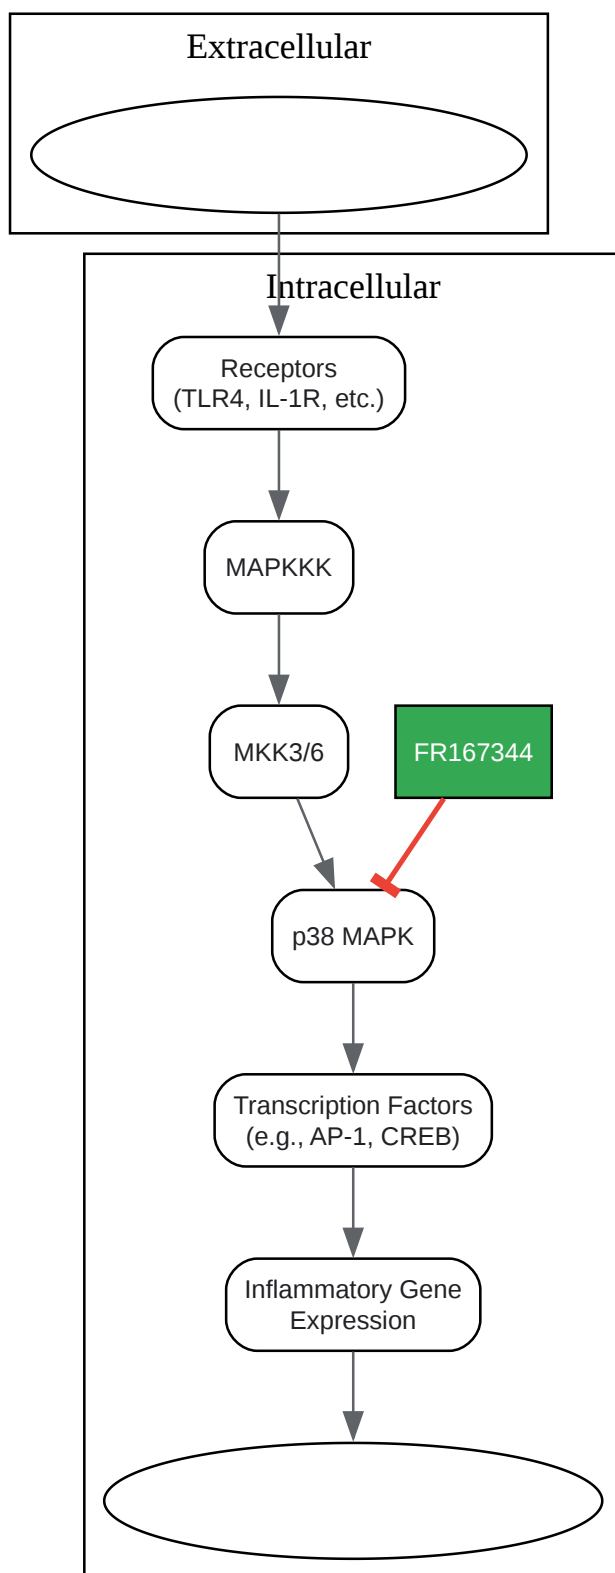 Extracellular
Intracellular
Receptors
(TLR4, IL-1R, etc.)
MAPKKK
MKK3/6
FR167344
p38 MAPK
Transcription Factors
(e.g., AP-1, CREB)
Inflammatory Gene
Expression